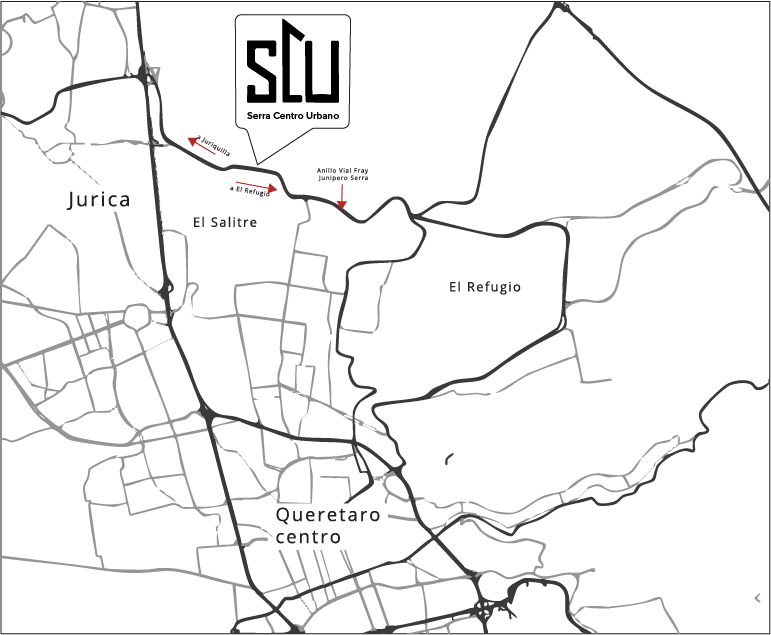 SCU
Serra Centro Urbano
a Juriquilla
Anillo Vial Fray
Junipero Serra
a El Refugio
Jurica
El Salitre
El Refugio
Queretaro
centro